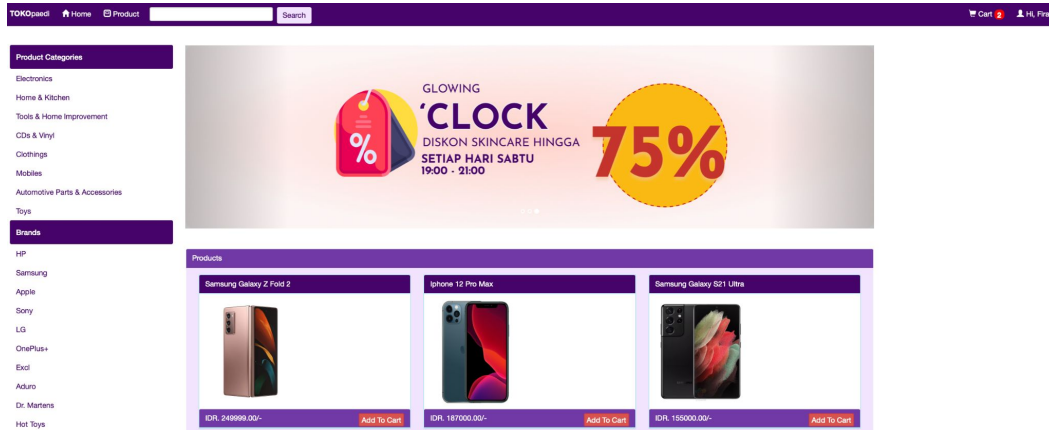 TOKOpaedi Home Product Search Cart 2 Hi, Fira
Product Categories
Electronics
Home & Kitchen
Tools & Home Improvement
CDs & Vinyl
Clothings
Mobiles
Automotive Parts & Accessories
Toys
Brands
HP
Samsung
Apple
Sony
LG
OnePlus+
Excl
Aduro
Dr. Martens
Hot Toys
%
GLOWING
'CLOCK
DISKON SKINCARE HINGGA
SETIAP HARI SABTU
19:00 - 21:00
75%
Products
Samsung Galaxy Z Fold 2
IDR. 249999.00/- Add To Cart
Iphone 12 Pro Max
IDR. 187000.00/- Add To Cart
Samsung Galaxy S21 Ultra
IDR. 155000.00/- Add To Cart